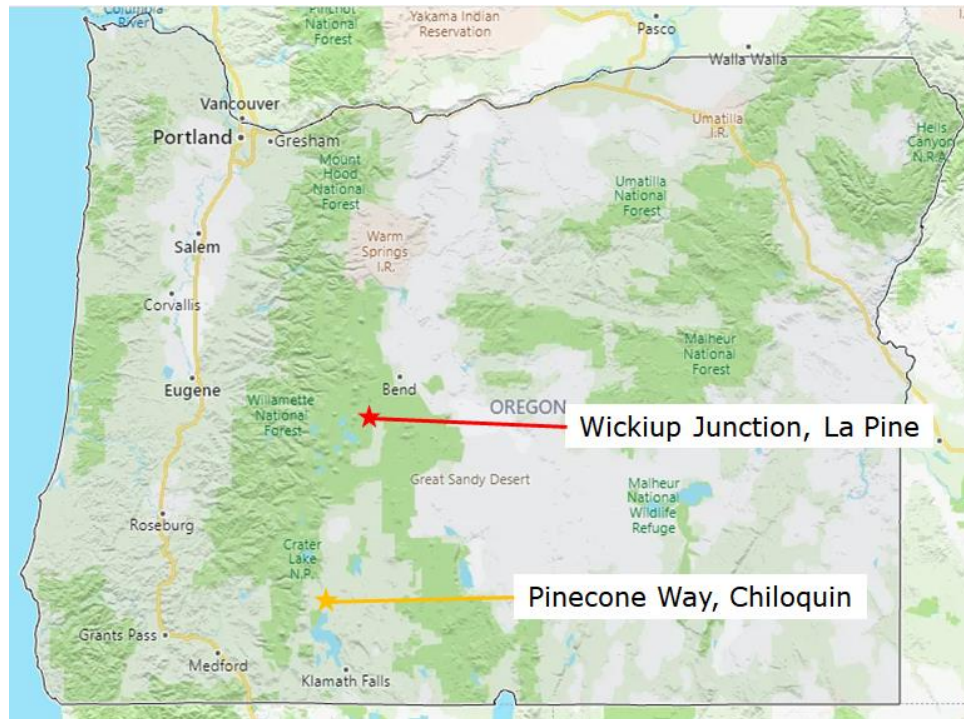 Columbia
River
Pinchot
National
Forest
Yakama Indian
Reservation
Pasco
Walla Walla
Vancouver
Portland
Gresham
Umatilla
I.R.
Hells
Canyon
N.R.A.
Mount
Hood
National
Forest
Umatilla
National
Forest
Salem
Warm
Springs
I.R.
Corvallis
Malheur
National
Forest
Eugene
Bend
Willamette
National
Forest
OREGON
Wickiup Junction, La Pine
Great Sandy Desert
Malheur
National
Wildlife
Refuge
Roseburg
Crater
Lake
N.P.
Pinecone Way, Chiloquin
Grants Pass
Medford
Klamath Falls